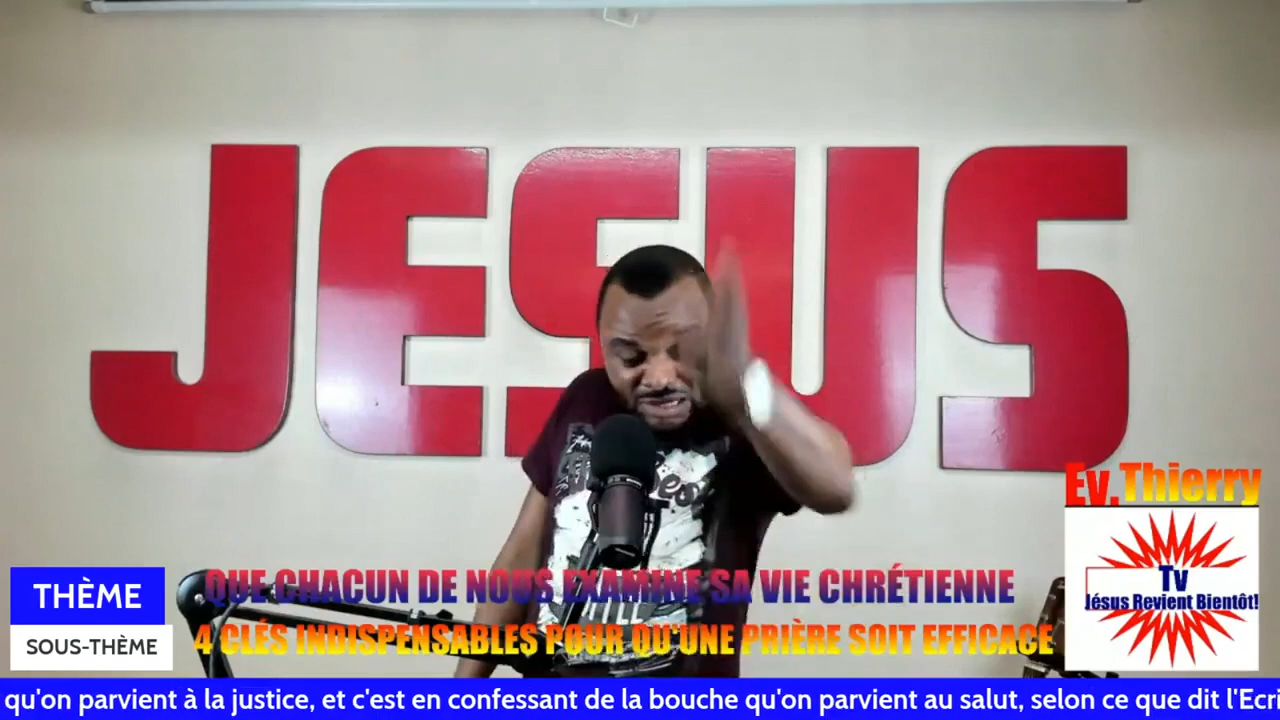 JESUS
Ev.Thierry
Tv
Jésus Revient Bientôt!
THÈME
QUE CHACUN DE NOUS EXAMINE SA VIE CHRÉTIENNE
SOUS-THÈME
4 CLÉS INDISPENSABLES POUR QU'UNE PRIÈRE SOIT EFFICACE
qu'on parvient à la justice, et c'est en confessant de la bouche qu'on parvient au salut, selon ce que dit l'Ecri